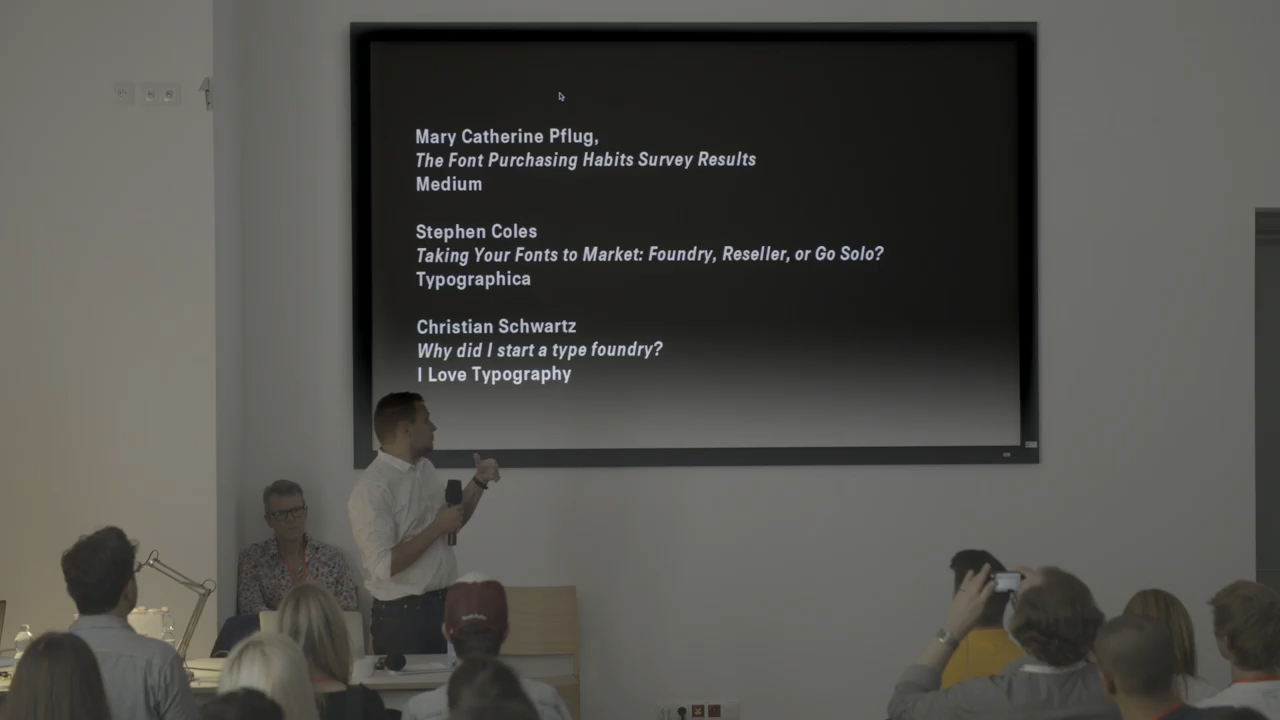 Mary Catherine Pflug,
The Font Purchasing Habits Survey Results
Medium
Stephen Coles
Taking Your Fonts to Market: Foundry, Reseller, or Go Solo?
Typographica
Christian Schwartz
Why did I start a type foundry?
I Love Typography